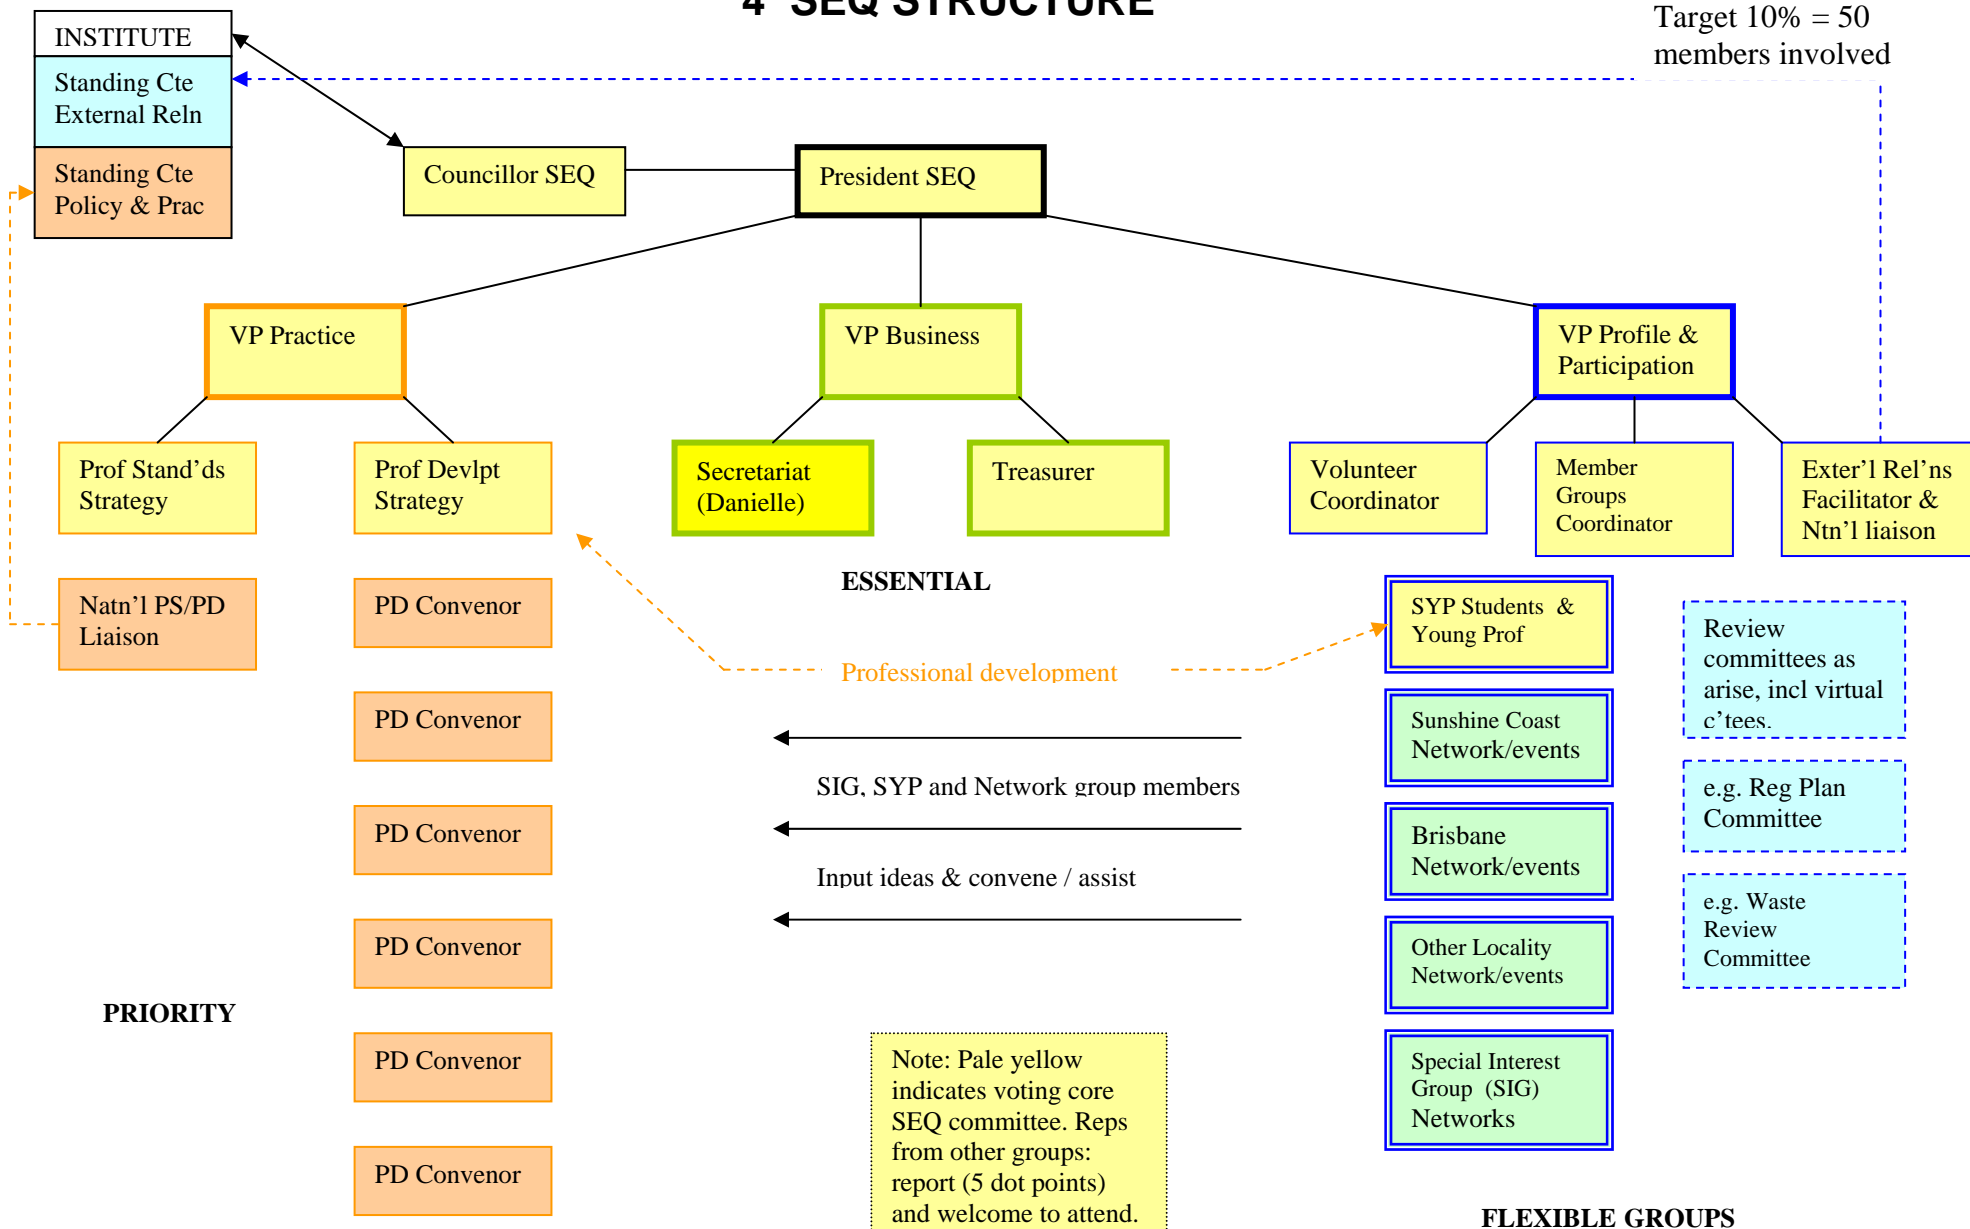 4 SEQ STRUCTURE
Target 10% = 50
members involved
INSTITUTE
Standing Cte
External Reln
Standing Cte
Policy & Prac
Councillor SEQ
President SEQ
VP Practice
VP Business
VP Profile &
Participation
Prof Stand’ds
Strategy
Prof Devlpt
Strategy
Secretariat
(Danielle)
Treasurer
Volunteer
Coordinator
Member
Groups
Coordinator
Exter’l Rel’ns
Facilitator &
Ntn’l liaison
ESSENTIAL
Natn’l PS/PD
Liaison
PD Convenor
SYP Students &
Young Prof
Review
committees as
arise, incl virtual
c’tees.
Professional development
PD Convenor
Sunshine Coast
Network/events
SIG, SYP and Network group members
e.g. Reg Plan
Committee
PD Convenor
Brisbane
Network/events
Input ideas & convene / assist
e.g. Waste
Review
Committee
PD Convenor
Other Locality
Network/events
PRIORITY
PD Convenor
Note: Pale yellow
indicates voting core
SEQ committee. Reps
from other groups:
report (5 dot points)
and welcome to attend.
Special Interest
Group (SIG)
Networks
PD Convenor
FLEXIBLE GROUPS